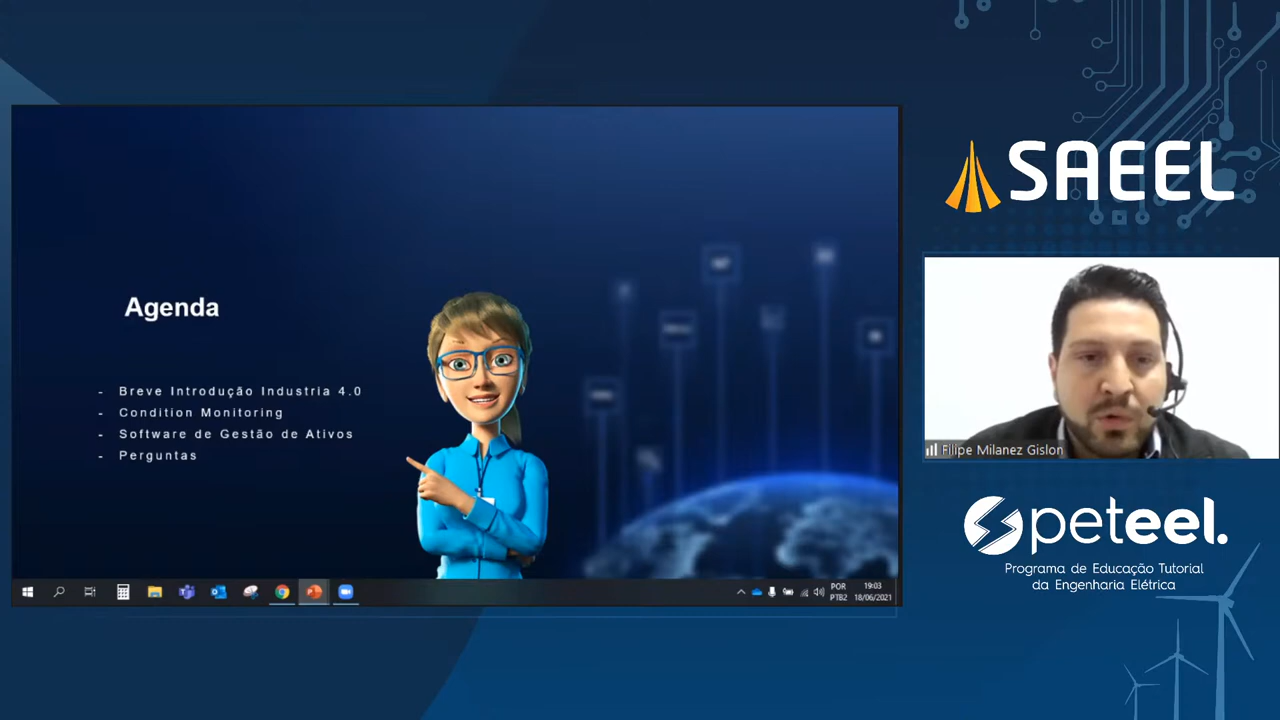 Agenda
- Breve Introdução Industria 4.0
- Condition Monitoring
- Software de Gestão de Ativos
- Perguntas
POR
PTB2
19:03
18/06/2021
SAEEL
Filipe Milanez Gislon
peteel.
Programa de Educação Tutorial
da Engenharia Elétrica